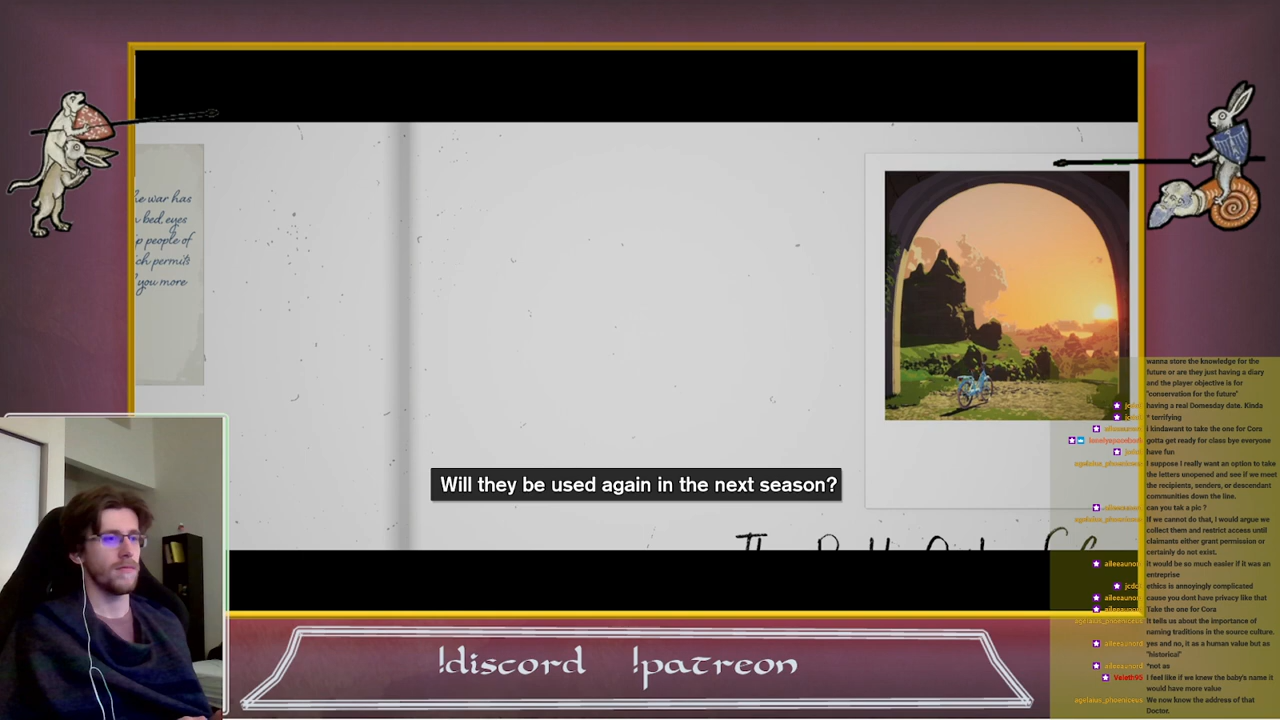 he war has
bed, eyes
p people of
ch permits
you more
Will they be used again in the next season?
!discord !patreon
wanna store the knowledge for the
future or are they just having a diary
and the player objective is for
"conservation for the future"
having a real Domesday date. Kinda
* terrifying
i kindawant to take the one for Cora
gotta get ready for class bye everyone
have fun
I suppose I really want an option to take
the letters unopened and see if we meet
the recipients, senders, or descendant
communities down the line.
can you tak a pic ?
If we cannot do that, I would argue we
collect them and restrict access until
claimants either grant permission or
certainly do not exist.
aileeaunord It would be so much easier if it was an
entreprise
ethics is annoyingly complicated
aileeaunord cause you dont have privacy like that
aileeaunord Take the one for Cora
It tells us about the importance of
naming traditions in the source culture.
aileeaunord yes and no, it as a human value but as
"historical"
aileeaunord *not as
Valeth95 I feel like if we knew the baby's name it
would have more value
We now know the address of that
Doctor.